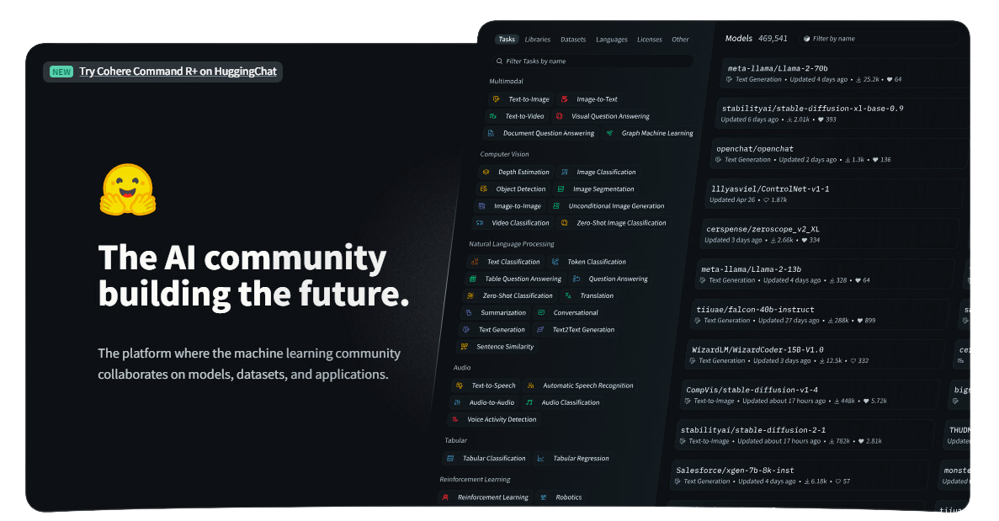 NEW Try Cohere Command R+ on HuggingChat
The AI community
building the future.
The platform where the machine learning community
collaborates on models, datasets, and applications.
Tasks Libraries Datasets Languages Licenses Other
Filter Tasks by name
Multimodal
Text-to-Image Image-to-Text
Text-to-Video Visual Question Answering
Document Question Answering Graph Machine Learning
Computer Vision
Depth Estimation Image Classification
Object Detection Image Segmentation
Image-to-Image Unconditional Image Generation
Video Classification Zero-Shot Image Classification
Natural Language Processing
Text Classification Token Classification
Table Question Answering Question Answering
Zero-Shot Classification Translation
Summarization Conversational
Text Generation Text2Text Generation
Sentence Similarity
Audio
Text-to-Speech Automatic Speech Recognition
Audio-to-Audio Audio Classification
Voice Activity Detection
Tabular
Tabular Classification Tabular Regression
Reinforcement Learning
Reinforcement Learning Robotics
Models 469,541 Filter by name
meta-llama/Llama-2-70b
Text Generation • Updated 4 days ago • 25.2k • 64
stabilityai/stable-diffusion-xl-base-0.9
Updated 6 days ago • 2.01k • 393
openchat/openchat
Text Generation • Updated 2 days ago • 1.3k • 136
lllyasviel/ControlNet-v1-1
Updated Apr 26 • 1.87k
cerspense/zeroscope_v2_XL
Updated 3 days ago • 2.66k • 334
meta-llama/Llama-2-13b
Text Generation • Updated 4 days ago • 328 • 64
tiiuae/falcon-40b-instruct
Text Generation • Updated 27 days ago • 288k • 899
WizardLM/WizardCoder-15B-V1.0
Text Generation • Updated 3 days ago • 12.5k • 332
CompVis/stable-diffusion-v1-4
Text-to-Image • Updated about 17 hours ago • 448k • 5.72k
stabilityai/stable-diffusion-2-1
Text-to-Image • Updated about 17 hours ago • 782k • 2.81k
Salesforce/xgen-7b-8k-inst
Text Generation • Updated 4 days ago • 6.18k • 57